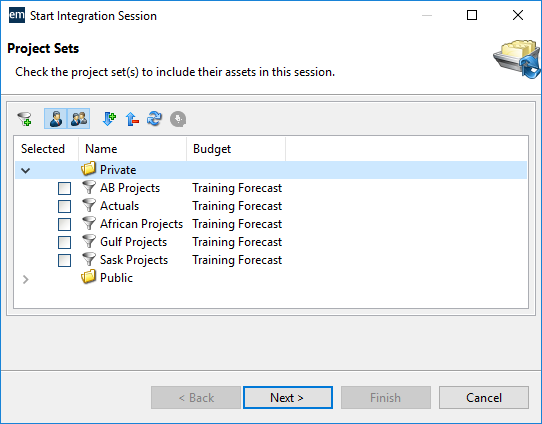 em Start Integration Session
Project Sets
Check the project set(s) to include their assets in this session.
Selected Name Budget
Private
AB Projects Training Forecast
Actuals Training Forecast
African Projects Training Forecast
Gulf Projects Training Forecast
Sask Projects Training Forecast
Public
< Back Next > Finish Cancel